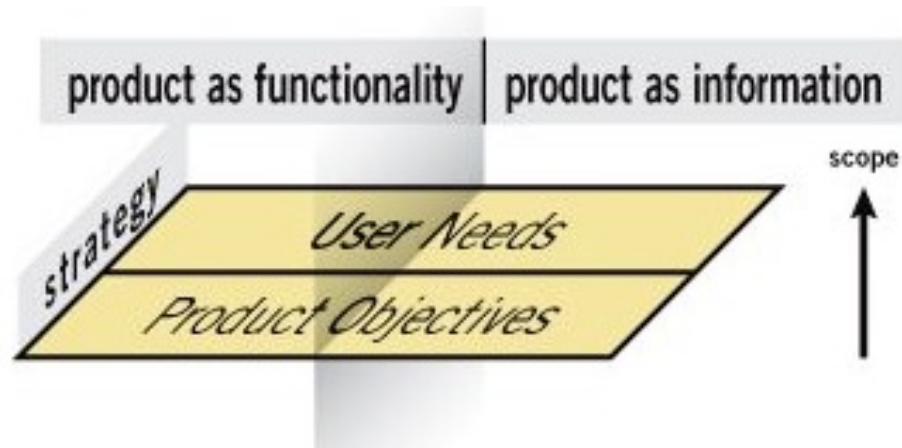 product as functionality
product as information
scope
strategy
User Needs
Product Objectives